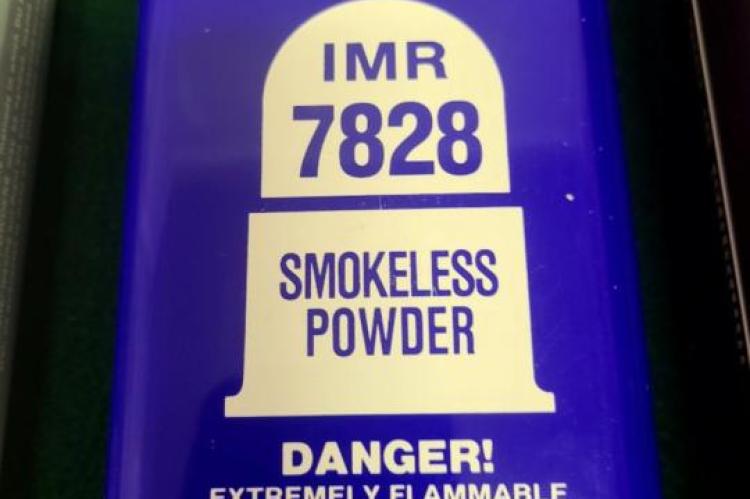 IMR
7828
SMOKELESS
POWDER
DANGER!
EXTREMELY FLAMMABLE